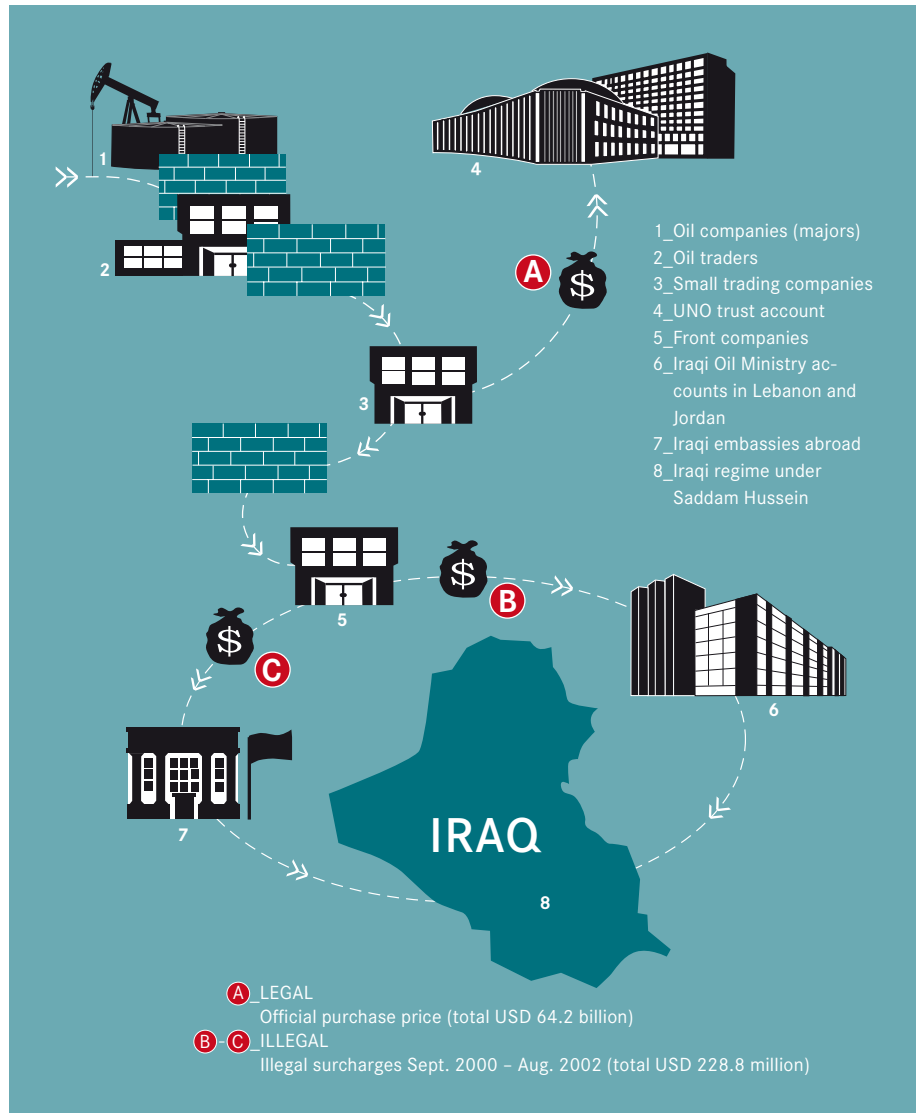 1
2
3
4
A
$
1_Oil companies (majors)
2_Oil traders
3_Small trading companies
4_UNO trust account
5_Front companies
6_Iraqi Oil Ministry ac-
counts in Lebanon and
Jordan
7_Iraqi embassies abroad
8_Iraqi regime under
Saddam Hussein
5
$
B
$
C
6
7
IRAQ
8
A_LEGAL
Official purchase price (total USD 64.2 billion)
B-C_ILLEGAL
Illegal surcharges Sept. 2000 – Aug. 2002 (total USD 228.8 million)